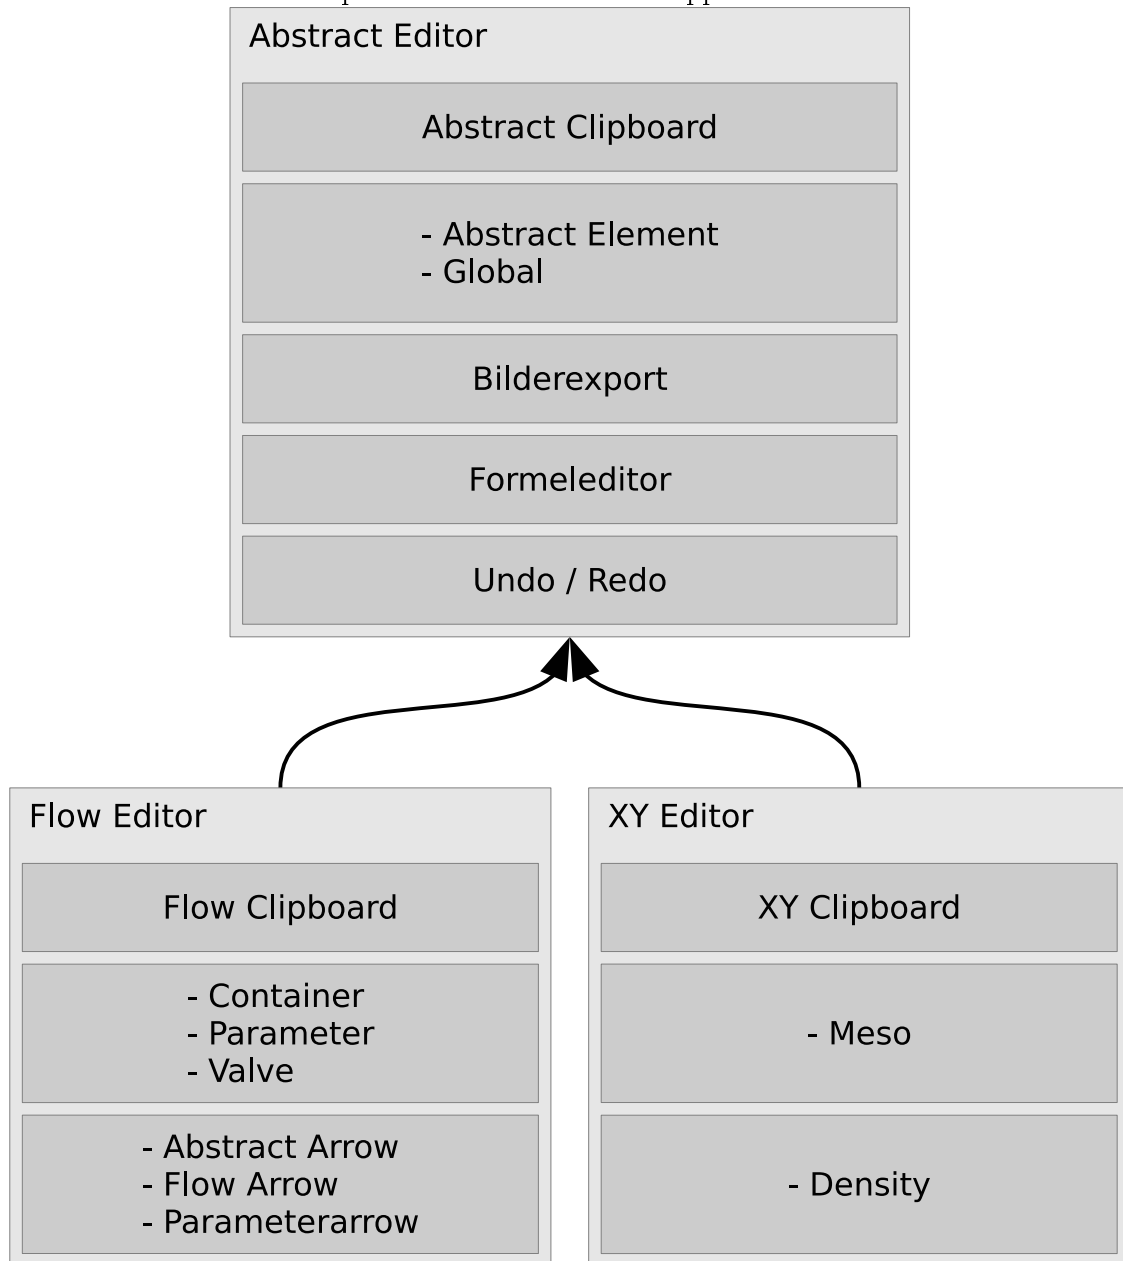 Abstract Editor
Abstract Clipboard
- Abstract Element
- Global
Bilderexport
Formeleditor
Undo / Redo
Flow Editor
Flow Clipboard
- Container
- Parameter
- Valve
- Abstract Arrow
- Flow Arrow
- Parameterarrow
XY Editor
XY Clipboard
- Meso
- Density